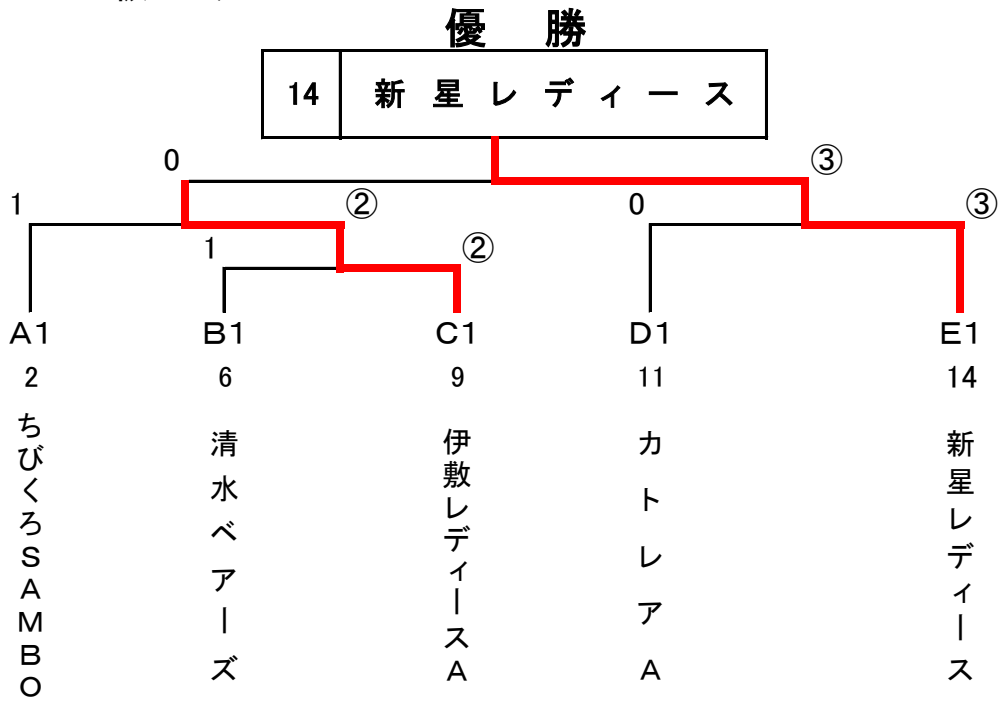 優 勝
14 新星レディース
0 ③
1 ② 0 ③
1 ②
A1 B1 C1 D1 E1
2 6 9 11 14
ちびくろSAMBO
清水ベアーズ
伊敷レディースA
カトレアA
新星レディース